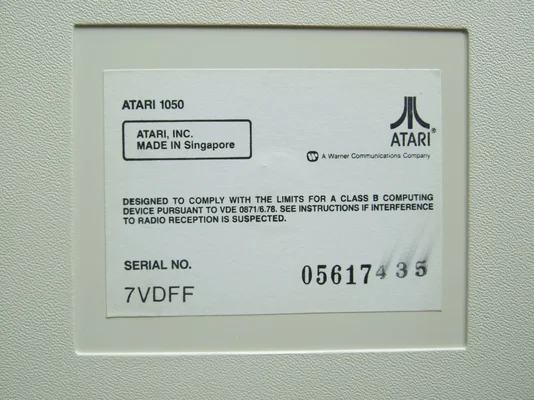 ATARI 1050
ATARI, INC.
MADE IN Singapore
ATARI®
A Warner Communications Company
DESIGNED TO COMPLY WITH THE LIMITS FOR A CLASS B COMPUTING
DEVICE PURSUANT TO VDE 0871/6.78. SEE INSTRUCTIONS IF INTERFERENCE
TO RADIO RECEPTION IS SUSPECTED.
SERIAL NO.
7VDFF
05617435